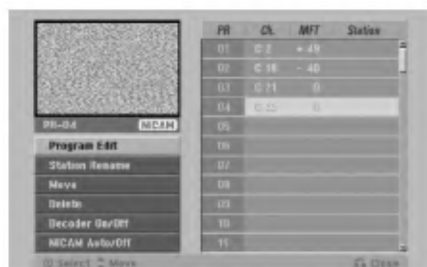 PR Ch. MFT Station
01 C 2 + 49
02 C 18 - 40
03 C 21 0
04 C 25 0
05
06
07
08
09
10
11
PR-04 NICAM
Program Edit
Station Rename
Move
Delete
Decoder On/Off
NICAM Auto/Off
Select Move Close